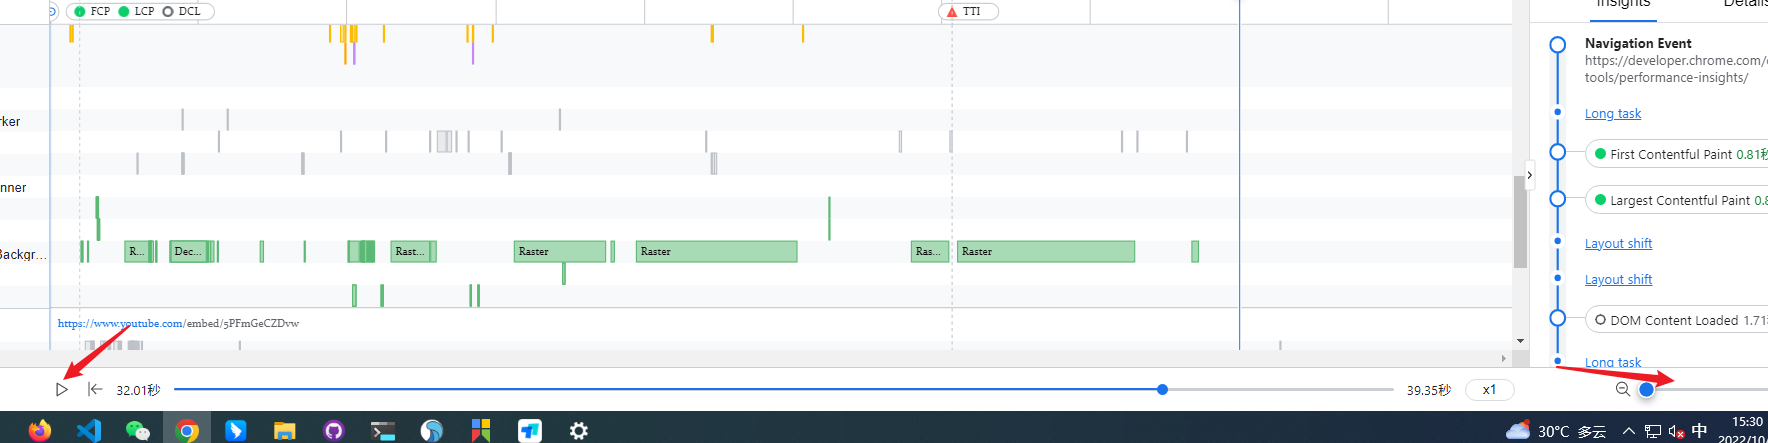 FCP LCP DCL
TTI
Insights
Details
Navigation Event
https://developer.chrome.com/
tools/performance-insights/
Long task
First Contentful Paint 0.81秒
Largest Contentful Paint 0.8
Layout shift
Layout shift
DOM Content Loaded 1.71
Long task
rker
nner
Backgr...
R... Dec... Rast... Raster Raster Ras... Raster
https://www.youtube.com/embed/5PFmGeCZDvw
32.01秒
39.35秒
x1
30°C 多云
中
15:30
2022/10/